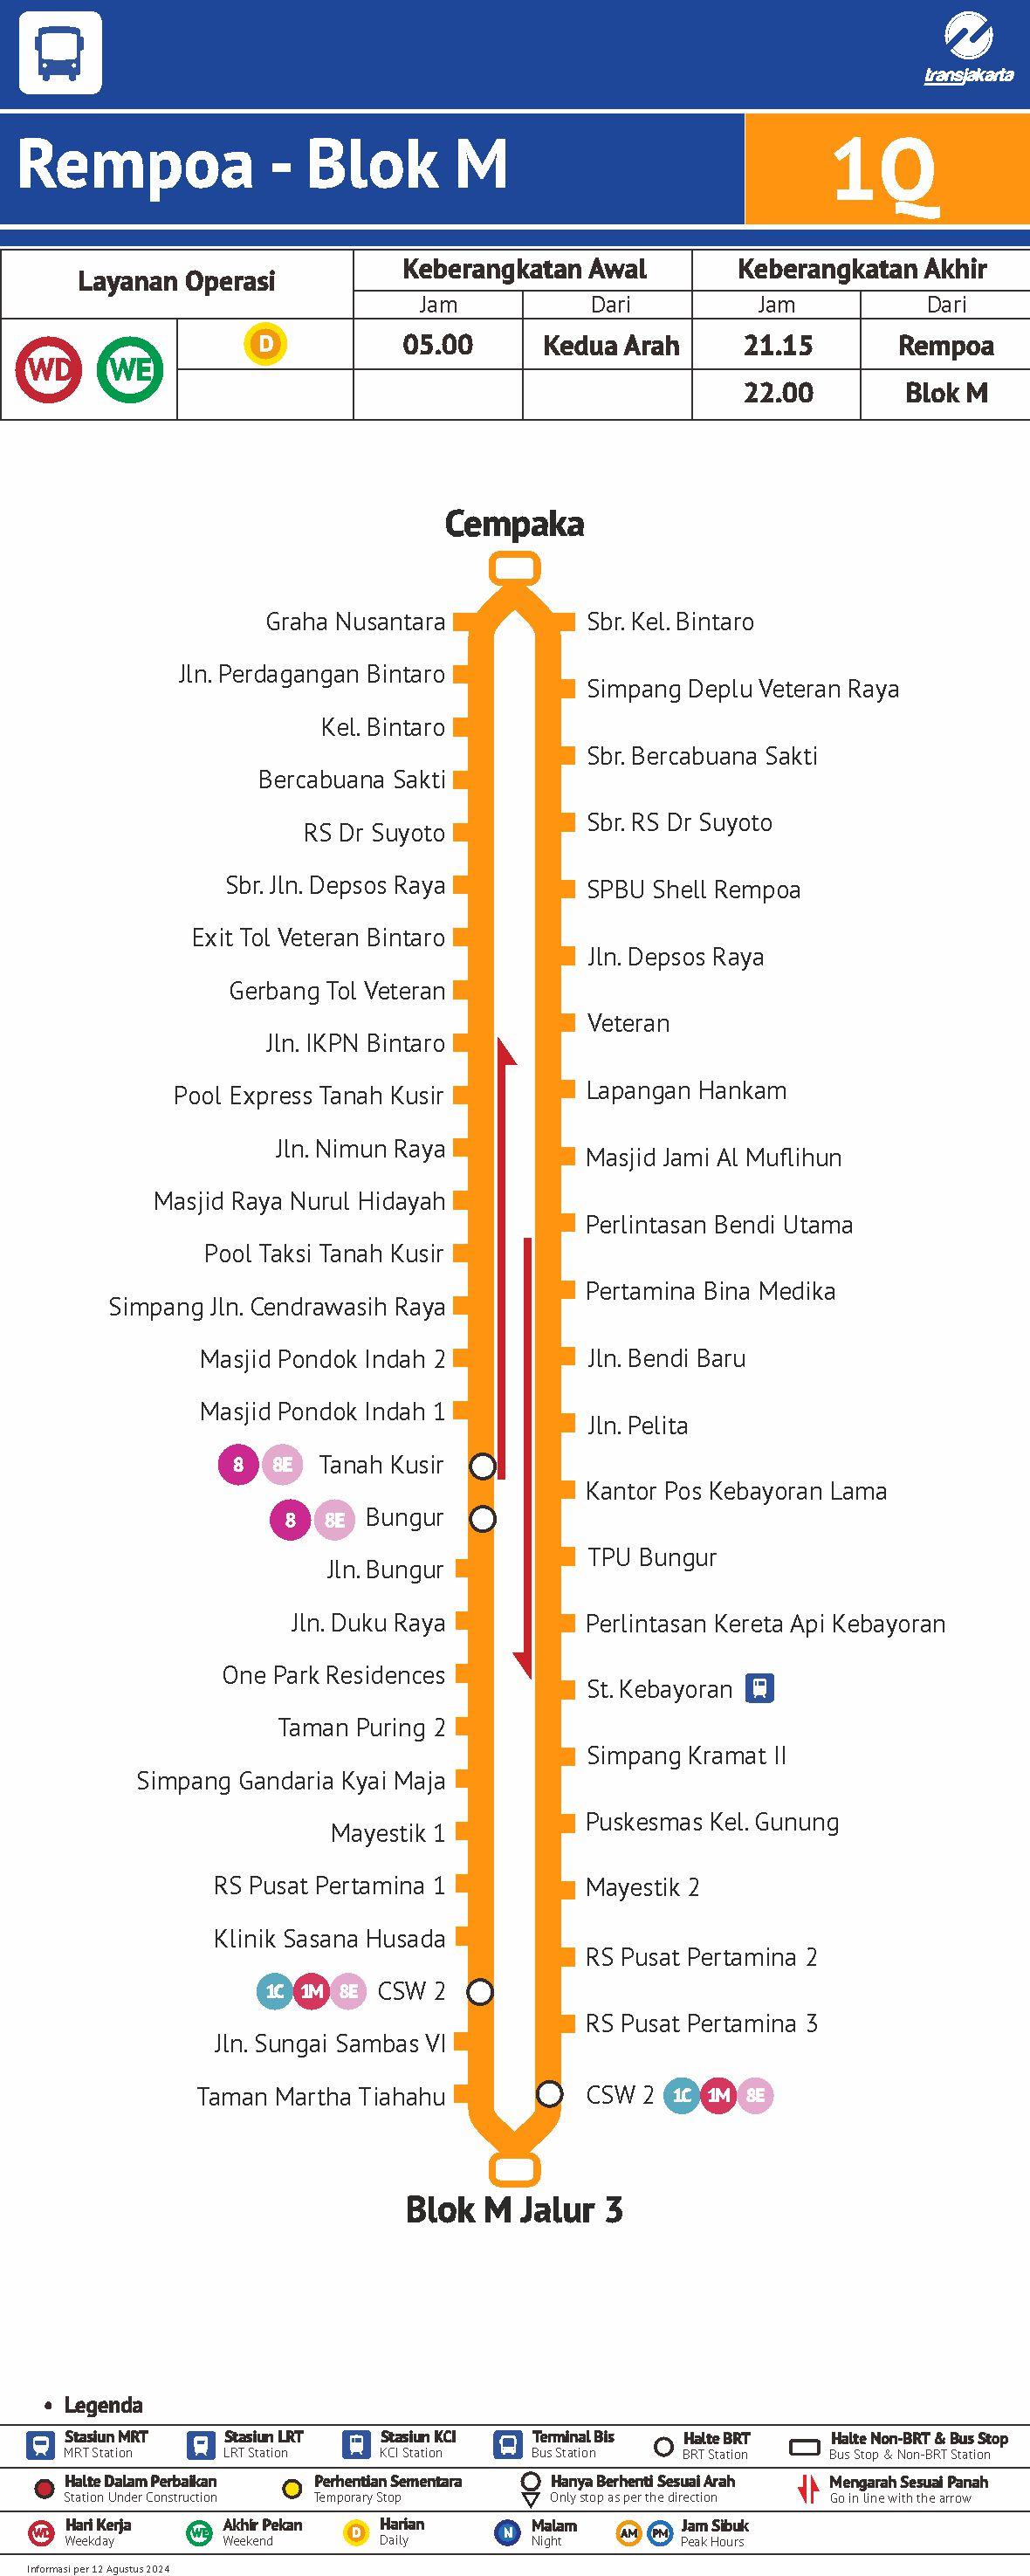 transjakarta
Rempoa - Blok M
1Q
Layanan Operasi
Keberangkatan Awal
Keberangkatan Akhir
Jam
Dari
Jam
Dari
WD
WE
D
05.00
Kedua Arah
21.15
Rempoa
22.00
Blok M
Cempaka
Graha Nusantara
Jln. Perdagangan Bintaro
Kel. Bintaro
Bercabuana Sakti
RS Dr Suyoto
Sbr. Jln. Depsos Raya
Exit Tol Veteran Bintaro
Gerbang Tol Veteran
Jln. IKPN Bintaro
Pool Express Tanah Kusir
Jln. Nimun Raya
Masjid Raya Nurul Hidayah
Pool Taksi Tanah Kusir
Simpang Jln. Cendrawasih Raya
Masjid Pondok Indah 2
Masjid Pondok Indah 1
8 8E Tanah Kusir
8 8E Bungur
Jln. Bungur
Jln. Duku Raya
One Park Residences
Taman Puring 2
Simpang Gandaria Kyai Maja
Mayestik 1
RS Pusat Pertamina 1
Klinik Sasana Husada
1C 1M 8E CSW 2
Jln. Sungai Sambas VI
Taman Martha Tiahahu
Sbr. Kel. Bintaro
Simpang Deplu Veteran Raya
Sbr. Bercabuana Sakti
Sbr. RS Dr Suyoto
SPBU Shell Rempoa
Jln. Depsos Raya
Veteran
Lapangan Hankam
Masjid Jami Al Muflihun
Perlintasan Bendi Utama
Pertamina Bina Medika
Jln. Bendi Baru
Jln. Pelita
Kantor Pos Kebayoran Lama
TPU Bungur
Perlintasan Kereta Api Kebayoran
St. Kebayoran
Simpang Kramat II
Puskesmas Kel. Gunung
Mayestik 2
RS Pusat Pertamina 2
RS Pusat Pertamina 3
CSW 2 1C 1M 8E
Blok M Jalur 3
• Legenda
Stasiun MRT
MRT Station
Stasiun LRT
LRT Station
Stasiun KCI
KCI Station
Terminal Bis
Bus Station
Halte BRT
BRT Station
Halte Non-BRT & Bus Stop
Bus Stop & Non-BRT Station
Halte Dalam Perbaikan
Station Under Construction
Perhentian Sementara
Temporary Stop
Hanya Berhenti Sesuai Arah
Only stop as per the direction
Mengarah Sesuai Panah
Go in line with the arrow
WD
Hari Kerja
Weekday
WE
Akhir Pekan
Weekend
D
Harian
Daily
N
Malam
Night
AM PM
Jam Sibuk
Peak Hours
Informasi per 12 Agustus 2024